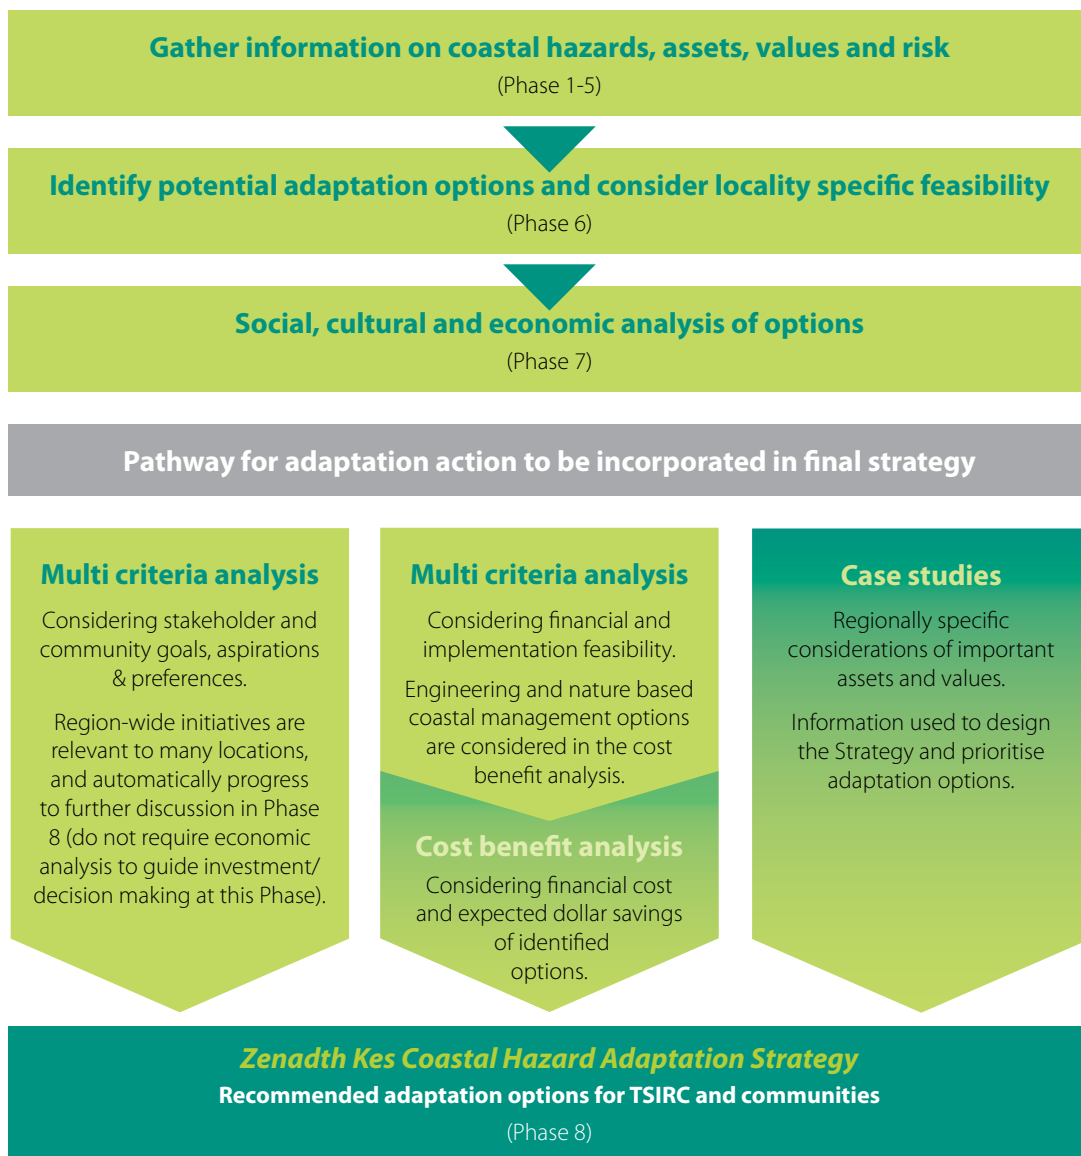 Gather information on coastal hazards, assets, values and risk
(Phase 1-5)
Identify potential adaptation options and consider locality specific feasibility
(Phase 6)
Social, cultural and economic analysis of options
(Phase 7)
Pathway for adaptation action to be incorporated in final strategy
Multi criteria analysis
Considering stakeholder and
community goals, aspirations
& preferences.
Region-wide initiatives are
relevant to many locations,
and automatically progress
to further discussion in Phase
8 (do not require economic
analysis to guide investment/
decision making at this Phase).
Multi criteria analysis
Considering financial and
implementation feasibility.
Engineering and nature based
coastal management options
are considered in the cost
benefit analysis.
Cost benefit analysis
Considering financial cost
and expected dollar savings
of identified
options.
Case studies
Regionally specific
considerations of important
assets and values.
Information used to design
the Strategy and prioritise
adaptation options.
Zenadth Kes Coastal Hazard Adaptation Strategy
Recommended adaptation options for TSIRC and communities
(Phase 8)